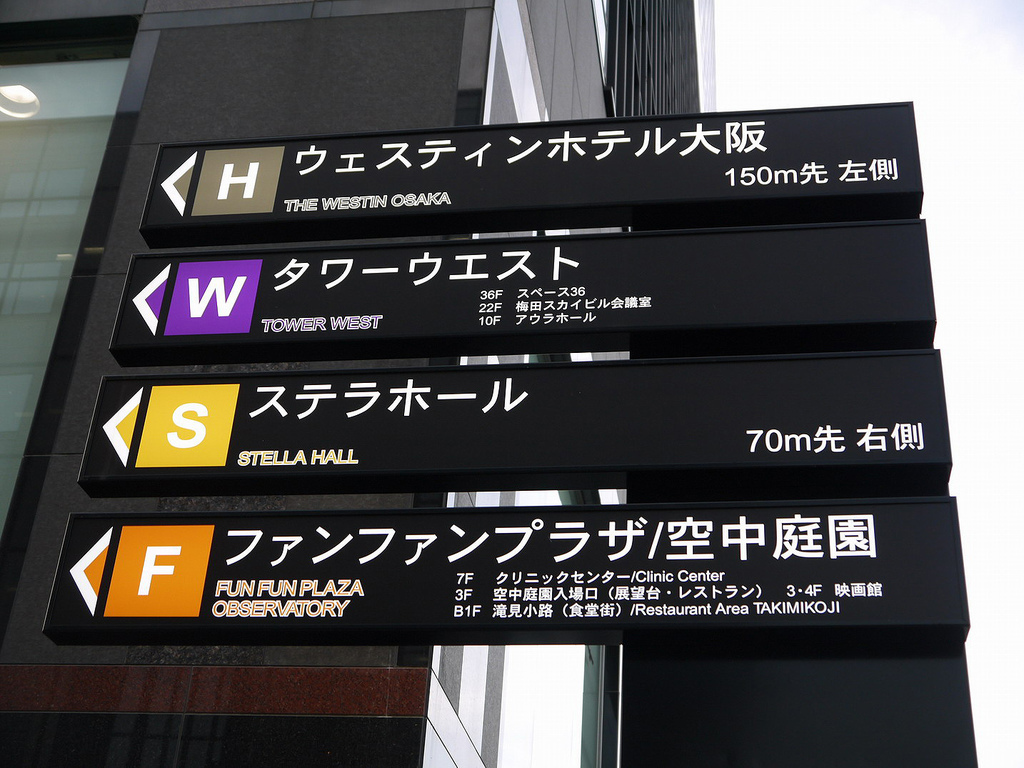 H ウェスティンホテル大阪
THE WESTIN OSAKA
150m先 左側
W タワーウエスト
TOWER WEST
36F スペース36
22F 梅田スカイビル会議室
10F アウラホール
S ステラホール
STELLA HALL
70m先 右側
F ファンファンプラザ/空中庭園
FUN FUN PLAZA
OBSERVATORY
7F クリニックセンター/Clinic Center
3F 空中庭園入場口（展望台・レストラン） 3・4F 映画館
B1F 滝見小路（食堂街）/Restaurant Area TAKIMIKOJI